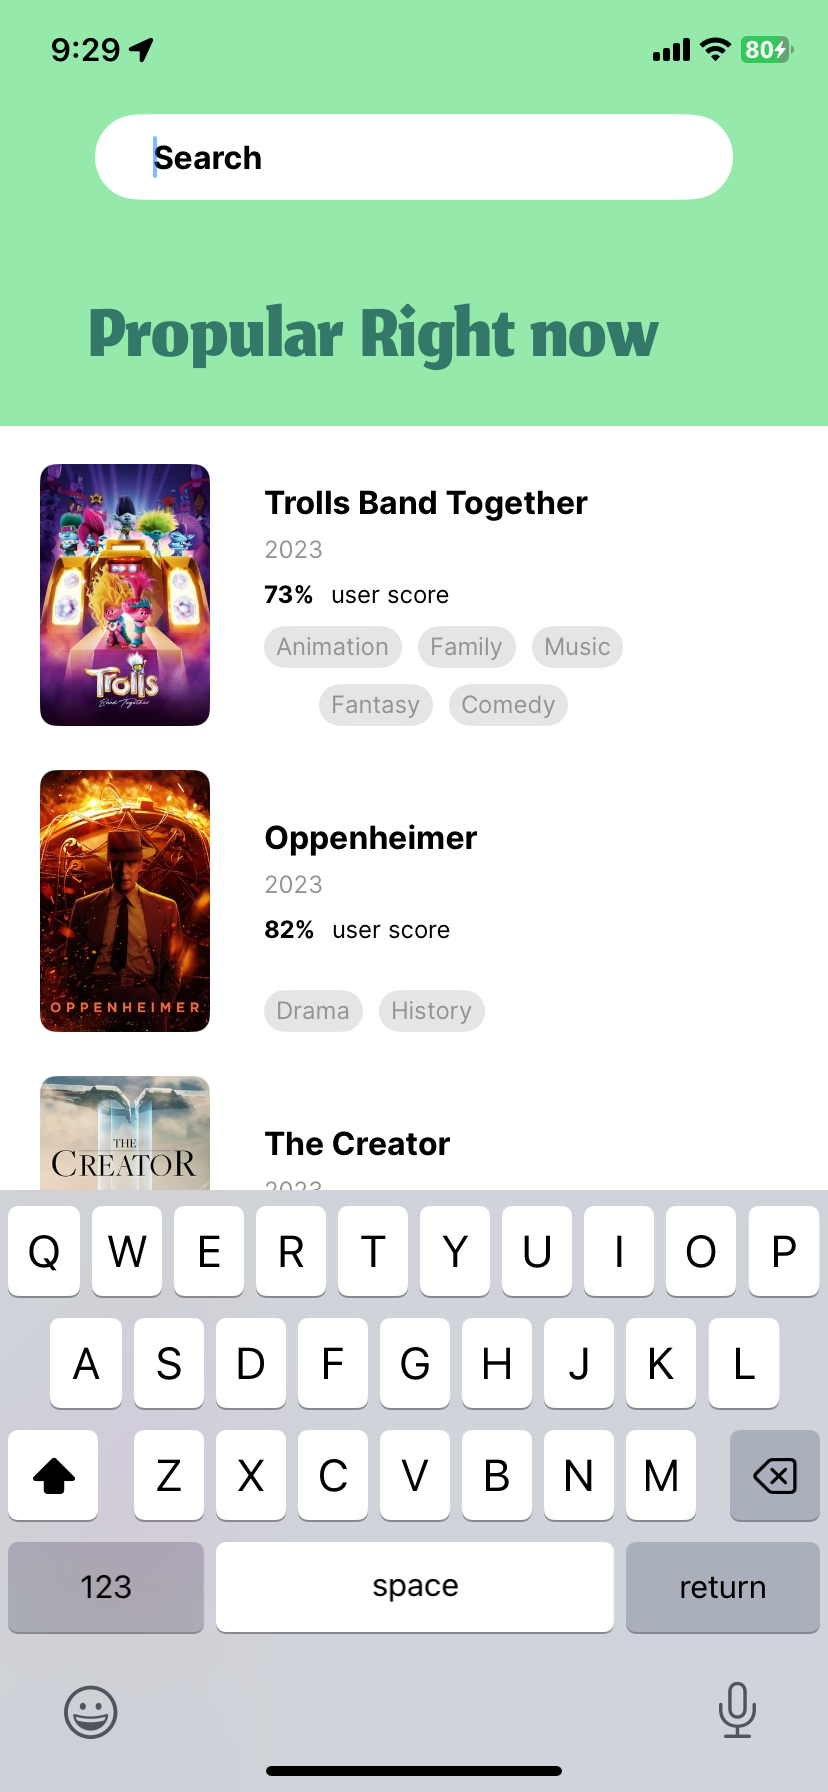 9:29
80
Search
Propular Right now
Trolls Band Together
2023
73% user score
Animation Family Music
Fantasy Comedy
Trolls
Band Together
Oppenheimer
2023
82% user score
Drama History
OPPENHEIMER
The Creator
2023
THE
CREATOR
Q W E R T Y U I O P
A S D F G H J K L
Z X C V B N M
123 space return